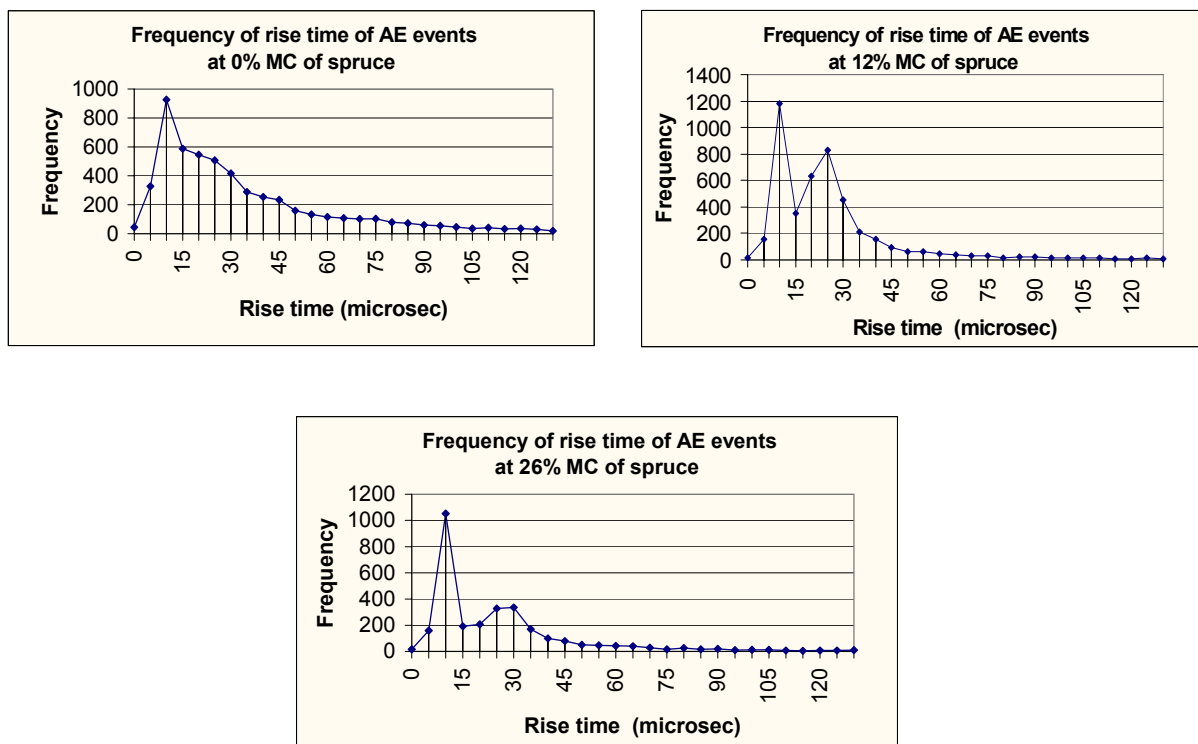 Frequency of rise time of AE events
at 0% MC of spruce
1000
800
600
400
200
0
Frequency
0 15 30 45 60 75 90 105 120
Rise time (microsec)
Frequency of rise time of AE events
at 12% MC of spruce
1400
1200
1000
800
600
400
200
0
Frequency
0 15 30 45 60 75 90 105 120
Rise time (microsec)
Frequency of rise time of AE events
at 26% MC of spruce
1200
1000
800
600
400
200
0
Frequency
0 15 30 45 60 75 90 105 120
Rise time (microsec)